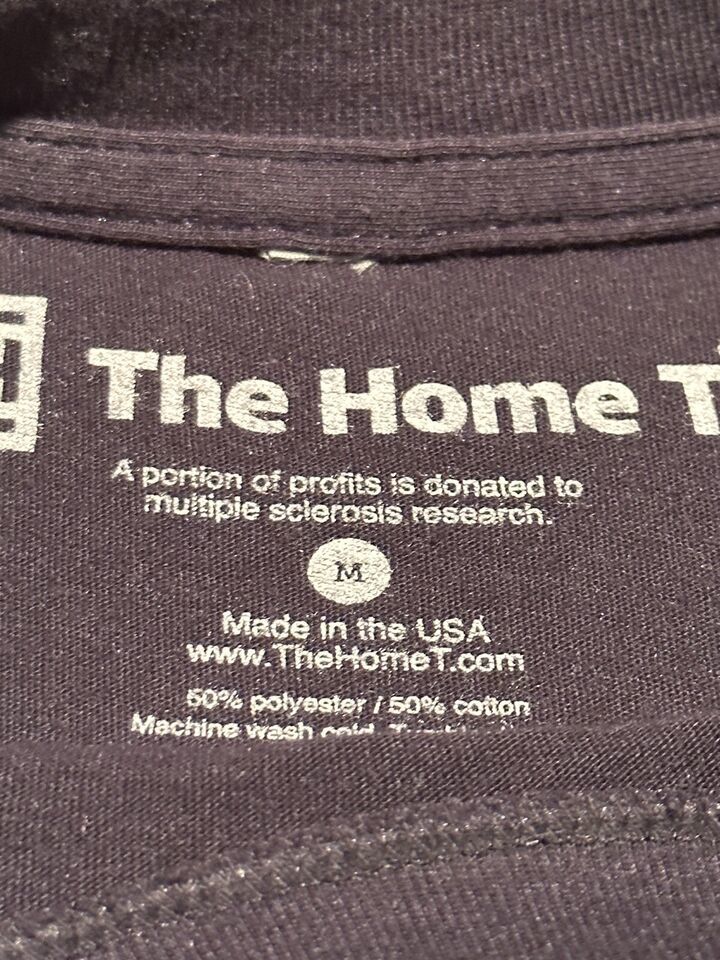 The Home T
A portion of profits is donated to
multiple sclerosis research.
M
Made in the USA
www.TheHomeT.com
50% polyester / 50% cotton
Machine wash cold.